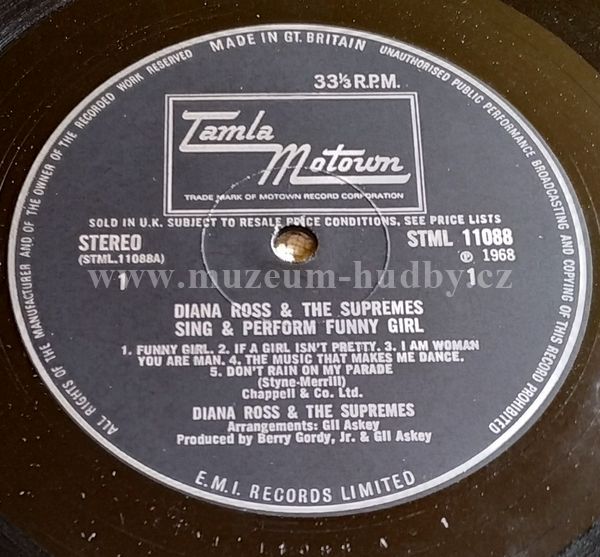 ALL RIGHTS OF THE MANUFACTURER AND OF THE OWNER OF THE RECORDED WORK RESERVED
MADE IN GT. BRITAIN
UNAUTHORISED PUBLIC PERFORMANCE BROADCASTING AND COPYING OF THIS RECORD PROHIBITED
33⅓ R.P.M.
Tamla
Motown
TRADE MARK OF MOTOWN RECORD CORPORATION
SOLD IN U.K. SUBJECT TO RESALE PRICE CONDITIONS, SEE PRICE LISTS
STEREO STML 11088
(STML.11088A) ℗ 1968
1 1
www.muzeum-hudby.cz
DIANA ROSS & THE SUPREMES
SING & PERFORM FUNNY GIRL
1. FUNNY GIRL. 2. IF A GIRL ISN'T PRETTY. 3. I AM WOMAN
YOU ARE MAN. 4. THE MUSIC THAT MAKES ME DANCE.
5. DON'T RAIN ON MY PARADE
(Styne-Merrill)
Chappell & Co. Ltd.
DIANA ROSS & THE SUPREMES
Arrangements: Gil Askey
Produced by Berry Gordy, Jr. & Gil Askey
E.M.I. RECORDS LIMITED